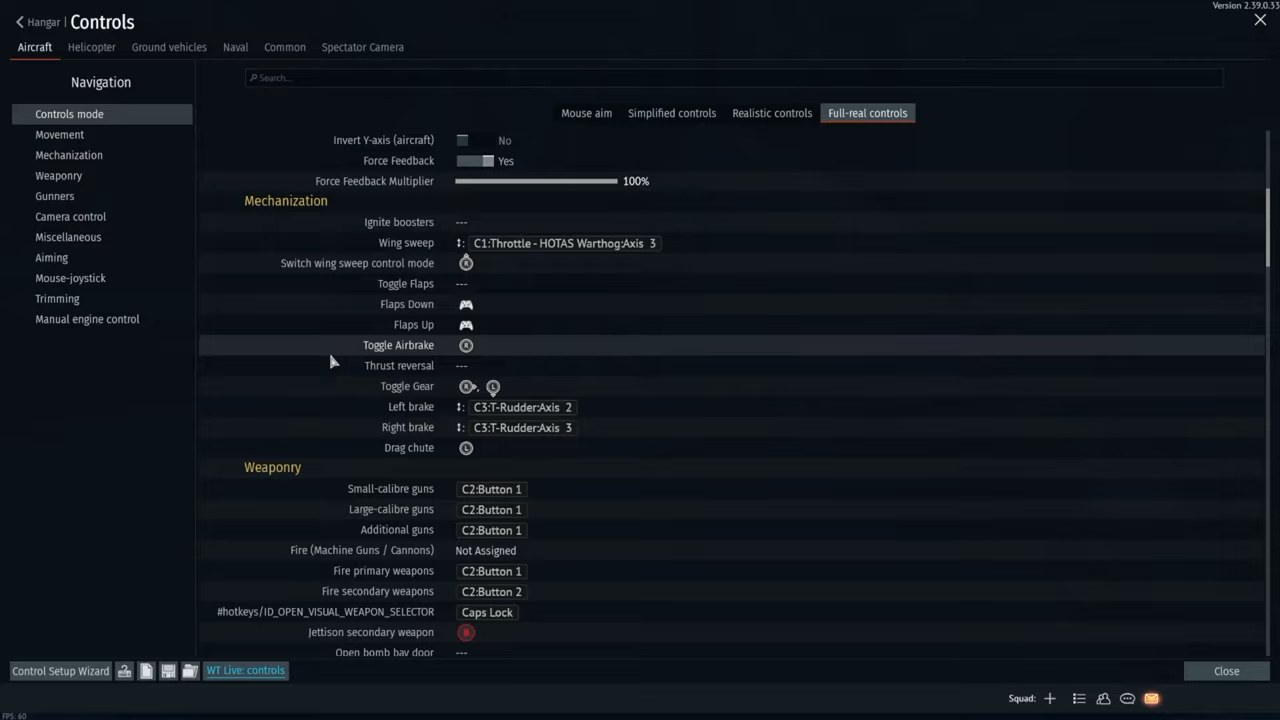 Version 2.39.0.33
Hangar | Controls
Aircraft Helicopter Ground vehicles Naval Common Spectator Camera
Navigation
Controls mode
Movement
Mechanization
Weaponry
Gunners
Camera control
Miscellaneous
Aiming
Mouse-joystick
Trimming
Manual engine control
Search...
Mouse aim Simplified controls Realistic controls Full-real controls
Invert Y-axis (aircraft) No
Force Feedback Yes
Force Feedback Multiplier 100%
Mechanization
Ignite boosters ---
Wing sweep C1:Throttle - HOTAS Warthog:Axis 3
Switch wing sweep control mode R
Toggle Flaps ---
Flaps Down
Flaps Up
Toggle Airbrake R
Thrust reversal ---
Toggle Gear R, L
Left brake C3:T-Rudder:Axis 2
Right brake C3:T-Rudder:Axis 3
Drag chute L
Weaponry
Small-calibre guns C2:Button 1
Large-calibre guns C2:Button 1
Additional guns C2:Button 1
Fire (Machine Guns / Cannons) Not Assigned
Fire primary weapons C2:Button 1
Fire secondary weapons C2:Button 2
#hotkeys/ID_OPEN_VISUAL_WEAPON_SELECTOR Caps Lock
Jettison secondary weapon B
Open bomb bay door ---
Control Setup Wizard WT Live: controls Close
Squad:
FPS: 60